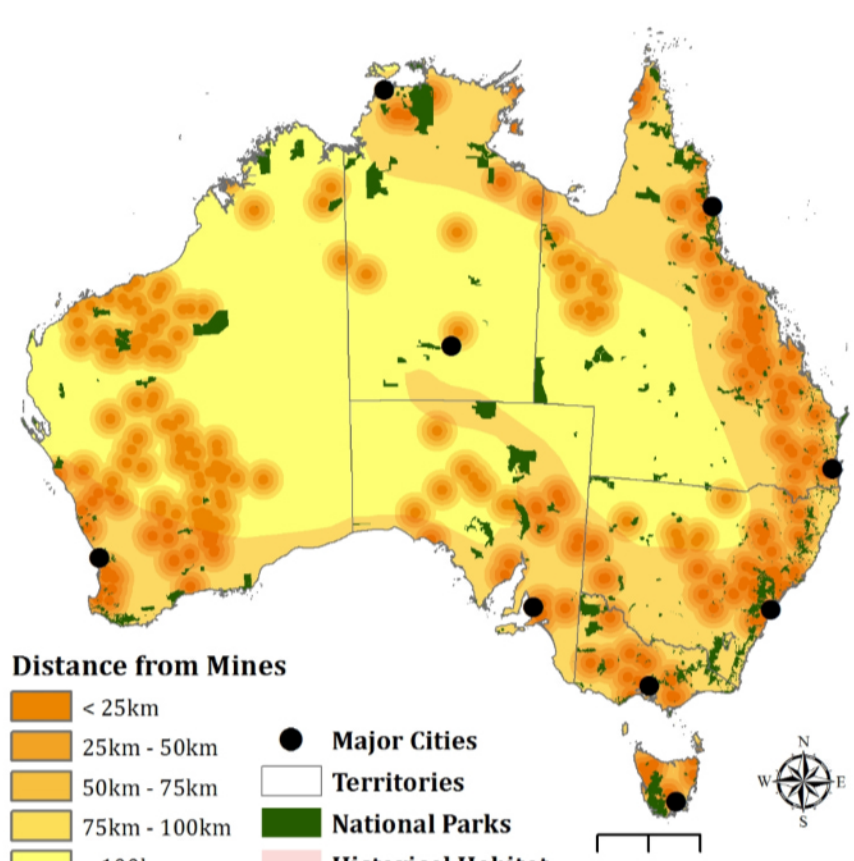 Distance from Mines
< 25km
25km - 50km
50km - 75km
75km - 100km
Major Cities
Territories
National Parks
N
W
E
S